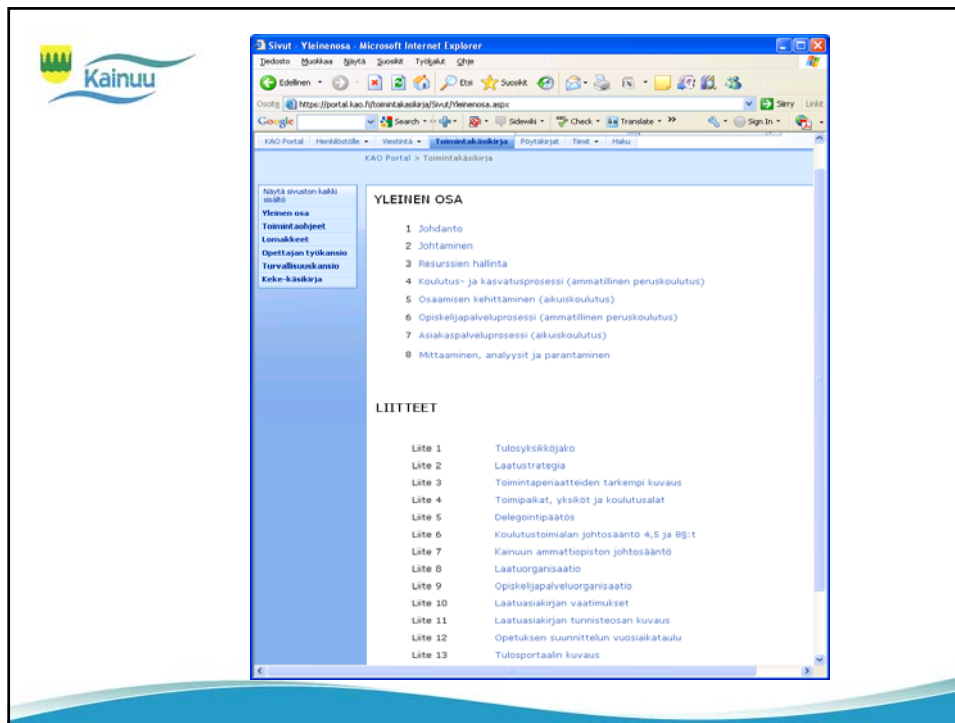 Kainuu
Sivut - Yleinenosa - Microsoft Internet Explorer
Tiedosto Muokkaa Näytä Suosikit Työkalut Ohje
Edellinen Etsi Suosikit
Osoite https://portal.kao.fi/toimintakasikirja/Sivut/Yleinenosa.aspx Siirry Linkit
Google Search Sidewiki Check Translate Sign In
KAO Portal Henkilöstölle Viestintä Toimintakäsikirja Pöytäkirjat Tiimit Haku
KAO Portal > Toimintakäsikirja
Näytä sivuston kaikki
sisältö
Yleinen osa
Toimintaohjeet
Lomakkeet
Opettajan työkansio
Turvallisuuskansio
Keke-käsikirja
YLEINEN OSA
1 Johdanto
2 Johtaminen
3 Resurssien hallinta
4 Koulutus- ja kasvatusprosessi (ammatillinen peruskoulutus)
5 Osaamisen kehittäminen (aikuiskoulutus)
6 Opiskelijapalveluprosessi (ammatillinen peruskoulutus)
7 Asiakaspalveluprosessi (aikuiskoulutus)
8 Mittaaminen, analyysit ja parantaminen
LIITTEET
Liite 1 Tulosyksikköjako
Liite 2 Laatustrategia
Liite 3 Toimintaperiaatteiden tarkempi kuvaus
Liite 4 Toimipaikat, yksiköt ja koulutusalat
Liite 5 Delegointipäätös
Liite 6 Koulutustoimialan johtosääntö 4,5 ja 8§:t
Liite 7 Kainuun ammattiopiston johtosääntö
Liite 8 Laatuorganisaatio
Liite 9 Opiskelijapalveluorganisaatio
Liite 10 Laatuasiakirjan vaatimukset
Liite 11 Laatuasiakirjan tunnisteosan kuvaus
Liite 12 Opetuksen suunnittelun vuosiaikataulu
Liite 13 Tulosportaalin kuvaus